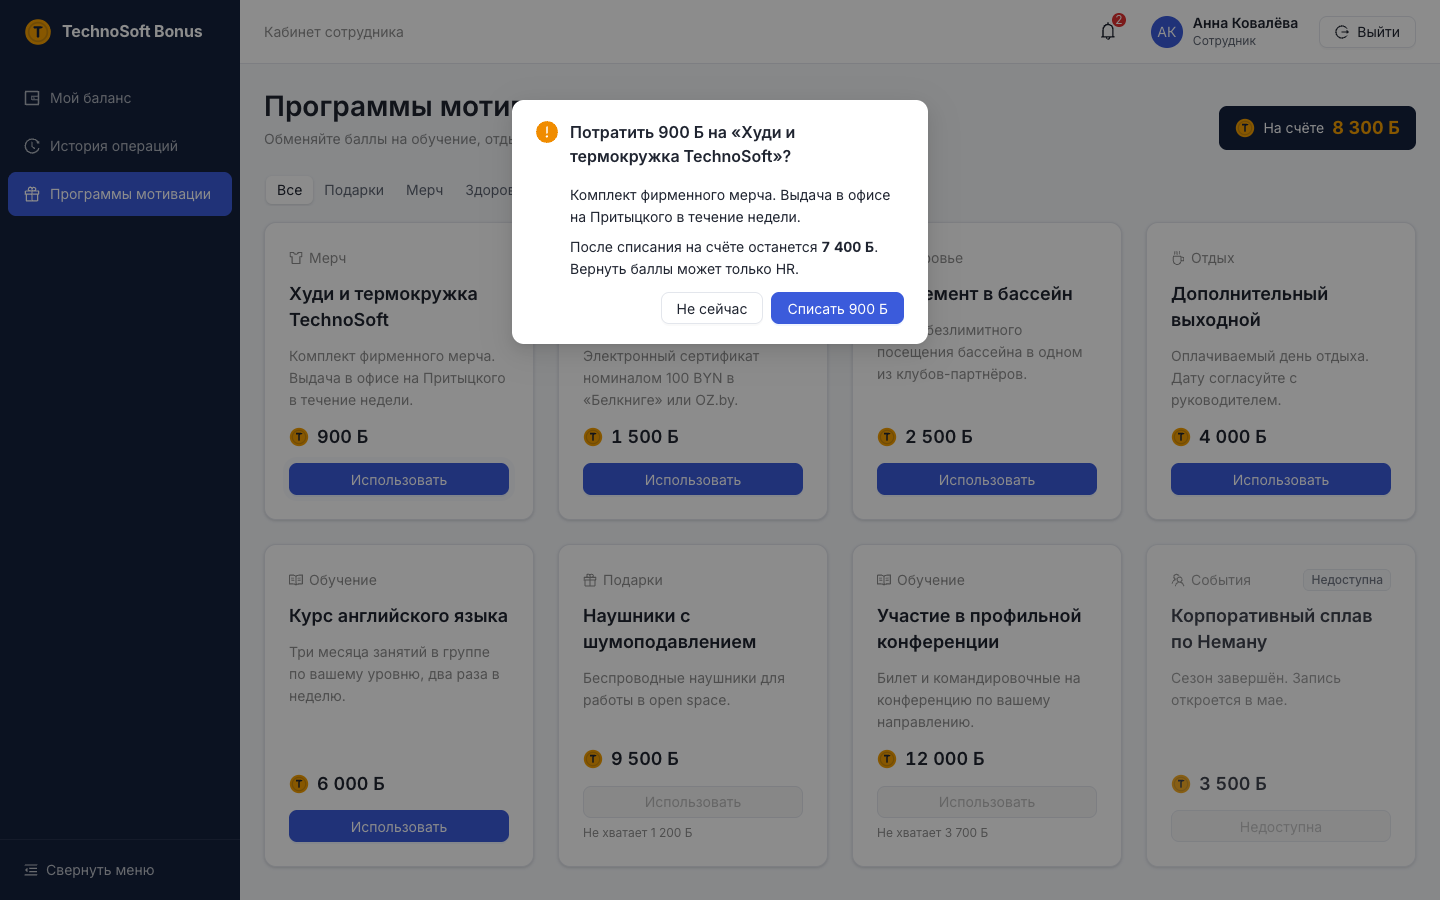 TechnoSoft Bonus
Мой баланс
История операций
Программы мотивации
Свернуть меню
Кабинет сотрудника
2
АК
Анна Ковалёва
Сотрудник
Выйти
Программы
Обменяйте баллы на обучение,
На счёте 8 300 Б
Все
Подарки
Мерч
Потратить 900 Б на «Худи и
термокружка TechnoSoft»?
Комплект фирменного мерча. Выдача в офисе
на Притыцкого в течение недели.
После списания на счёте останется 7 400 Б.
Вернуть баллы может только HR.
Не сейчас
Списать 900 Б
Мерч
Худи и термокружка
TechnoSoft
Комплект фирменного мерча.
Выдача в офисе на Притыцкого
в течение недели.
900 Б
Использовать
Электронный сертификат
номиналом 100 BYN в
«Белкниге» или OZ.by.
1 500 Б
Использовать
в бассейн
безлимитного
посещения бассейна в одном
из клубов-партнёров.
2 500 Б
Использовать
Отдых
Дополнительный
выходной
Оплачиваемый день отдыха.
Дату согласуйте с
руководителем.
4 000 Б
Использовать
Обучение
Курс английского языка
Три месяца занятий в группе
по вашему уровню, два раза в
неделю.
6 000 Б
Использовать
Подарки
Наушники с
шумоподавлением
Беспроводные наушники для
работы в open space.
9 500 Б
Использовать
Не хватает 1 200 Б
Обучение
Участие в профильной
конференции
Билет и командировочные на
конференцию по вашему
направлению.
12 000 Б
Использовать
Не хватает 3 700 Б
События
Недоступна
Корпоративный сплав
по Неману
Сезон завершён. Запись
откроется в мае.
3 500 Б
Недоступна